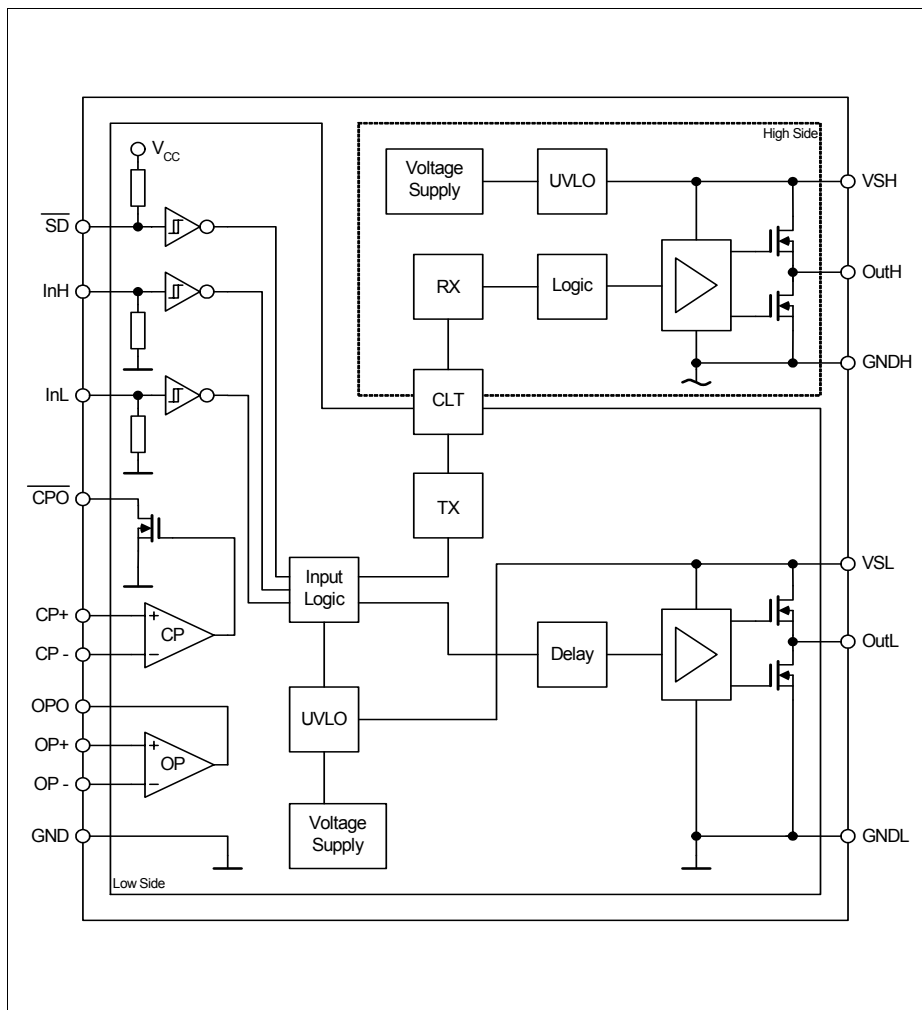 High Side
VCC
Voltage
Supply
UVLO
VSH
SD
InH
RX
Logic
OutH
GNDH
InL
CLT
CPO
TX
VSL
Input
Logic
CP+
+
CP
CP -
−
Delay
OutL
OPO
UVLO
OP+
+
OP
OP -
−
Voltage
Supply
GND
GNDL
Low Side